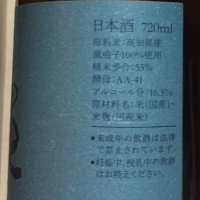 日本酒 720ml
原料米:高知県産
風鳴子100%使用
精米歩合:55%
酵母:AA-41
アルコール分:16.3%
原材料名:米(国産)・
米麹(国産米)
●未成年の飲酒は法律
で禁止されています。
●妊娠中、授乳中の飲酒
はお控えください。